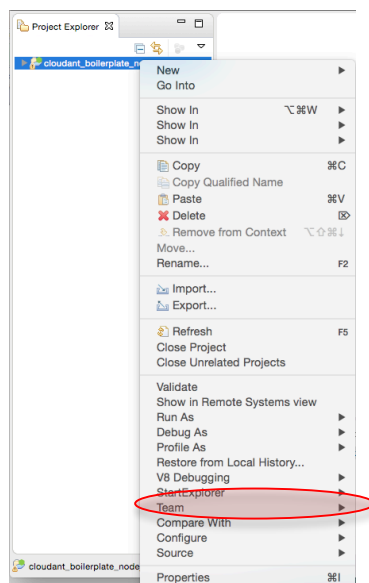 Project Explorer
cloudant_boilerplate_no
New
Go Into
Show In ⌥⌘W
Show In
Show In
Copy ⌘C
Copy Qualified Name
Paste ⌘V
Delete ⌦
Remove from Context ⌥⇧⌘↓
Move...
Rename... F2
Import...
Export...
Refresh F5
Close Project
Close Unrelated Projects
Validate
Show in Remote Systems view
Run As
Debug As
Profile As
Restore from Local History...
V8 Debugging
StartExplorer
Team
Compare With
Configure
Source
Properties ⌘I
cloudant_boilerplate_node